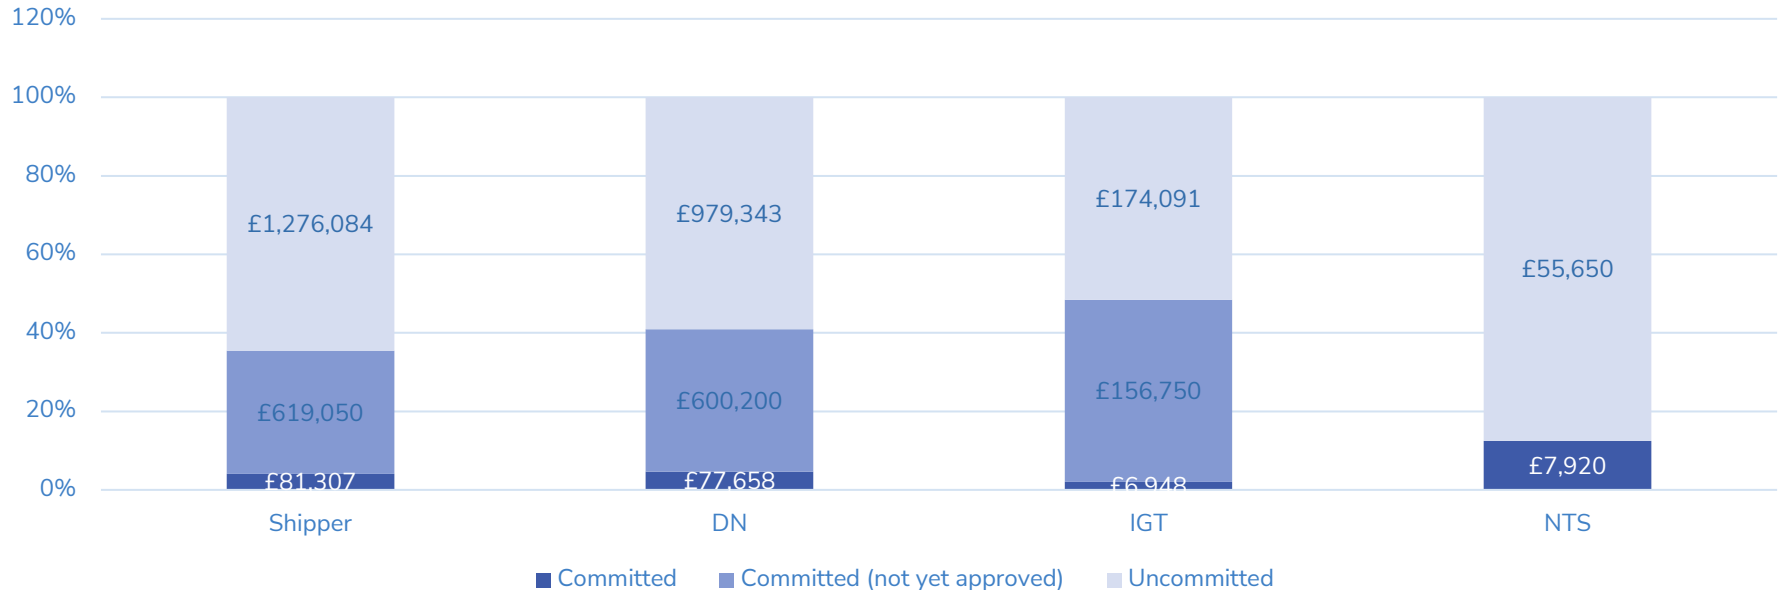 120%
100%
80%
60%
40%
20%
0%
£1,276,084
£979,343
£174,091
£55,650
£619,050
£600,200
£156,750
£81,307
£77,658
£6,948
£7,920
Shipper
DN
IGT
NTS
Committed
Committed (not yet approved)
Uncommitted